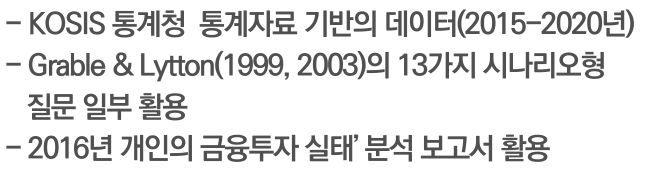 - KOSIS 통계청 통계자료 기반의 데이터(2015-2020년)
- Grable & Lytton(1999, 2003)의 13가지 시나리오형
질문 일부 활용
- 2016년 개인의 금융투자 실태’ 분석 보고서 활용